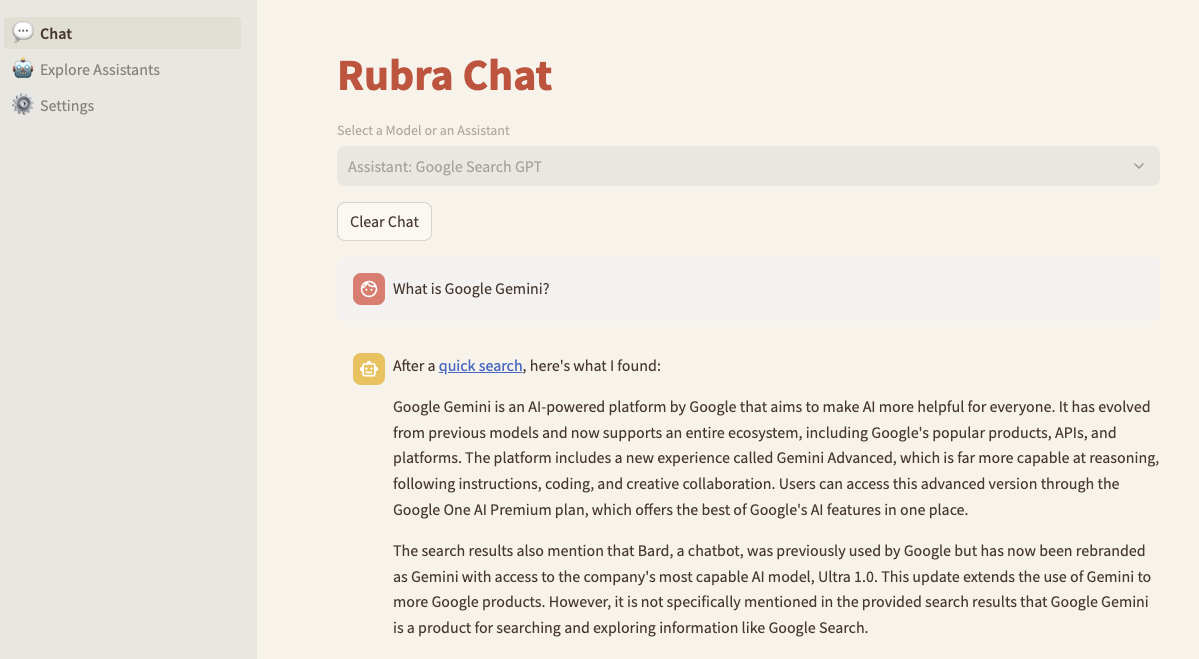 Chat
Explore Assistants
Settings
Rubra Chat
Select a Model or an Assistant
Assistant: Google Search GPT
Clear Chat
What is Google Gemini?
After a quick search, here's what I found:
Google Gemini is an AI-powered platform by Google that aims to make AI more helpful for everyone. It has evolved
from previous models and now supports an entire ecosystem, including Google's popular products, APIs, and
platforms. The platform includes a new experience called Gemini Advanced, which is far more capable at reasoning,
following instructions, coding, and creative collaboration. Users can access this advanced version through the
Google One AI Premium plan, which offers the best of Google's AI features in one place.
The search results also mention that Bard, a chatbot, was previously used by Google but has now been rebranded
as Gemini with access to the company's most capable AI model, Ultra 1.0. This update extends the use of Gemini to
more Google products. However, it is not specifically mentioned in the provided search results that Google Gemini
is a product for searching and exploring information like Google Search.